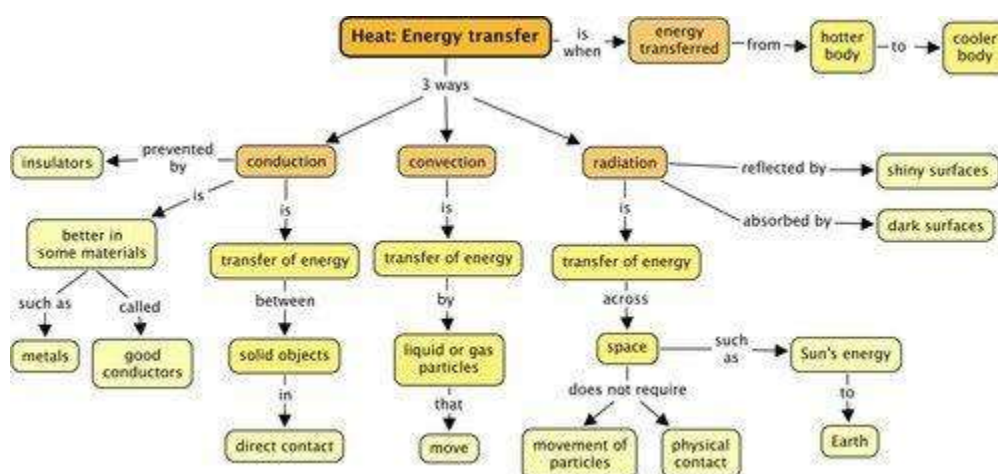 Heat: Energy transfer
is
when
energy
transferred
from
hotter
body
to
cooler
body
3 ways
insulators
prevented
by
conduction
convection
radiation
reflected by
shiny surfaces
absorbed by
dark surfaces
is
better in
some materials
such as
metals
called
good
conductors
is
transfer of energy
between
solid objects
in
direct contact
is
transfer of energy
by
liquid or gas
particles
that
move
is
transfer of energy
across
space
such
as
Sun's energy
to
Earth
does not require
movement of
particles
physical
contact